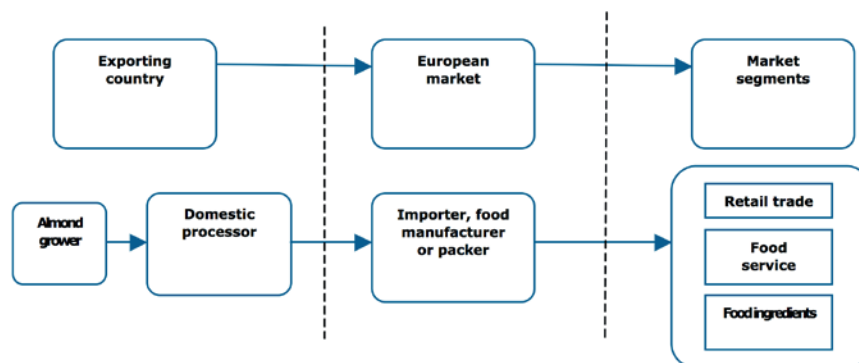 Exporting
country
European
market
Market
segments
Almond
grower
Domestic
processor
Importer, food
manufacturer
or packer
Retail trade
Food
service
Food ingredients